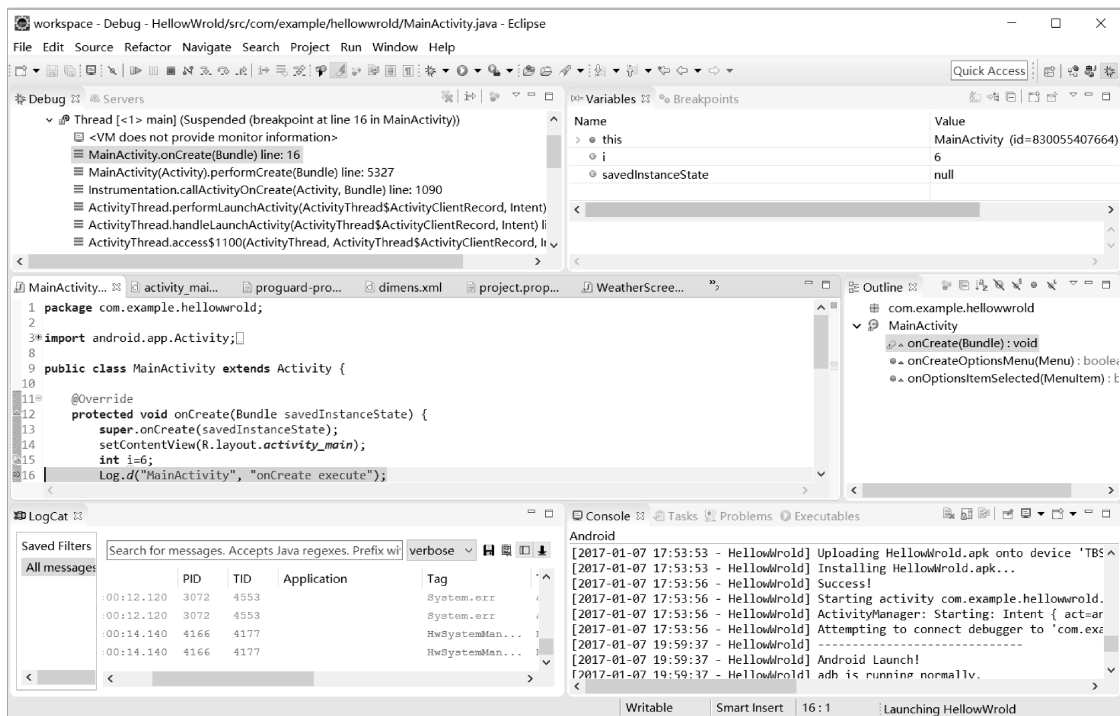 workspace - Debug - HellowWrold/src/com/example/hellowwrold/MainActivity.java - Eclipse
File Edit Source Refactor Navigate Search Project Run Window Help
Quick Access
Debug Servers
Thread [<1> main] (Suspended (breakpoint at line 16 in MainActivity))
<VM does not provide monitor information>
MainActivity.onCreate(Bundle) line: 16
MainActivity(Activity).performCreate(Bundle) line: 5327
Instrumentation.callActivityOnCreate(Activity, Bundle) line: 1090
ActivityThread.performLaunchActivity(ActivityThread$ActivityClientRecord, Intent)
ActivityThread.handleLaunchActivity(ActivityThread$ActivityClientRecord, Intent) li
ActivityThread.access$1100(ActivityThread, ActivityThread$ActivityClientRecord, 
(x)= Variables Breakpoints
Name Value
this MainActivity (id=830055407664)
i 6
savedInstanceState null
MainActivity... activity_mai... proguard-pro... dimens.xml project.prop... WeatherScree... »
1 package com.example.hellowwrold;
2
3 import android.app.Activity;
8
9 public class MainActivity extends Activity {
10
11 @Override
12 protected void onCreate(Bundle savedInstanceState) {
13 super.onCreate(savedInstanceState);
14 setContentView(R.layout.activity_main);
15 int i=6;
16 Log.d("MainActivity", "onCreate execute");
Outline
com.example.hellowwrold
MainActivity
onCreate(Bundle) : void
onCreateOptionsMenu(Menu) : boolea
onOptionsItemSelected(MenuItem) : b
LogCat
Saved Filters
All messages
Search for messages. Accepts Java regexes. Prefix wit verbose
PID TID Application Tag
:00:12.120 3072 4553 System.err
:00:12.120 3072 4553 System.err
:00:14.140 4166 4177 HwSystemMan...
:00:14.140 4166 4177 HwSystemMan...
Console Tasks Problems Executables
Android
[2017-01-07 17:53:53 - HellowWrold] Uploading HellowWrold.apk onto device 'TBS
[2017-01-07 17:53:53 - HellowWrold] Installing HellowWrold.apk...
[2017-01-07 17:53:56 - HellowWrold] Success!
[2017-01-07 17:53:56 - HellowWrold] Starting activity com.example.hellowwrold.
[2017-01-07 17:53:56 - HellowWrold] ActivityManager: Starting: Intent { act=an
[2017-01-07 17:53:56 - HellowWrold] Attempting to connect debugger to 'com.exa
[2017-01-07 19:59:37 - HellowWrold] ------------------------------
[2017-01-07 19:59:37 - HellowWrold] Android Launch!
[2017-01-07 19:59:37 - HellowWrold] adb is running normally.
Writable Smart Insert 16 : 1 Launching HellowWrold